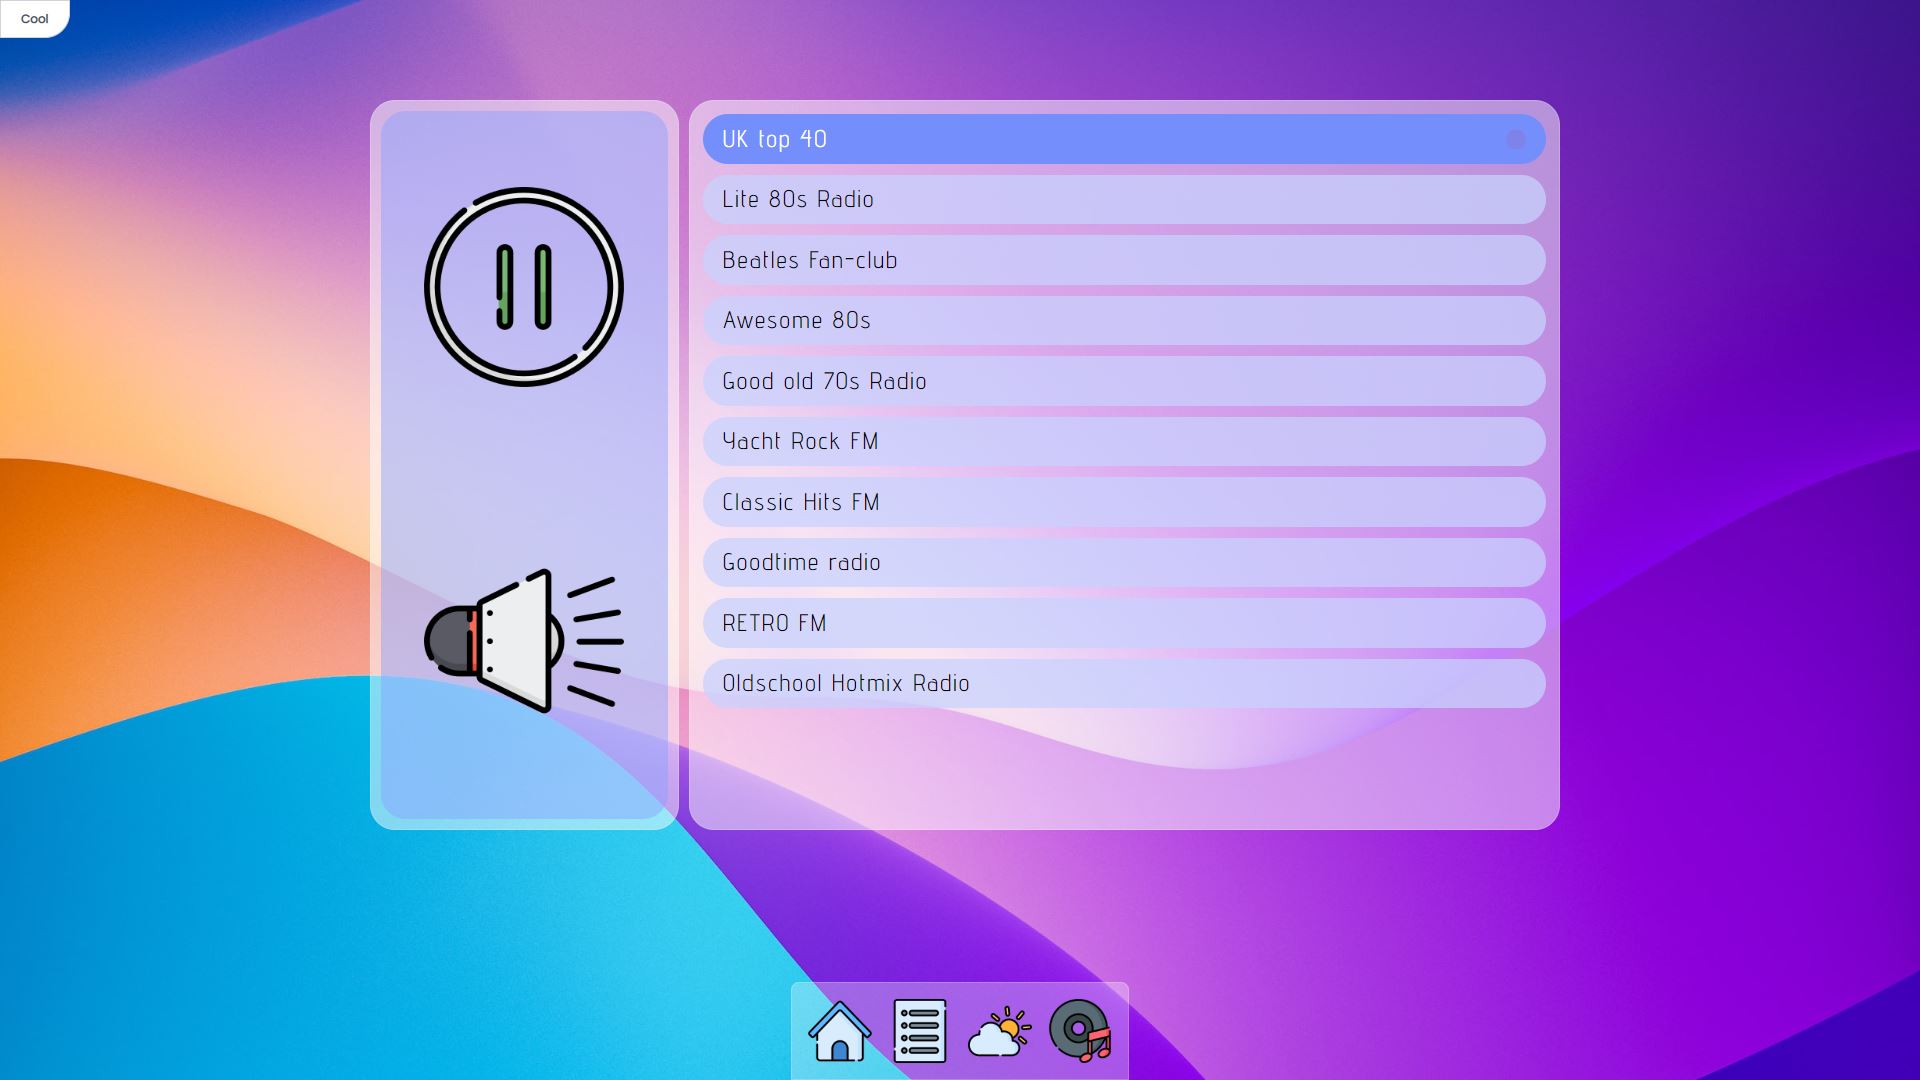 Cool
UK top 40
Lite 80s Radio
Beatles Fan-club
Awesome 80s
Good old 70s Radio
Yacht Rock FM
Classic Hits FM
Goodtime radio
RETRO FM
Oldschool Hotmix Radio